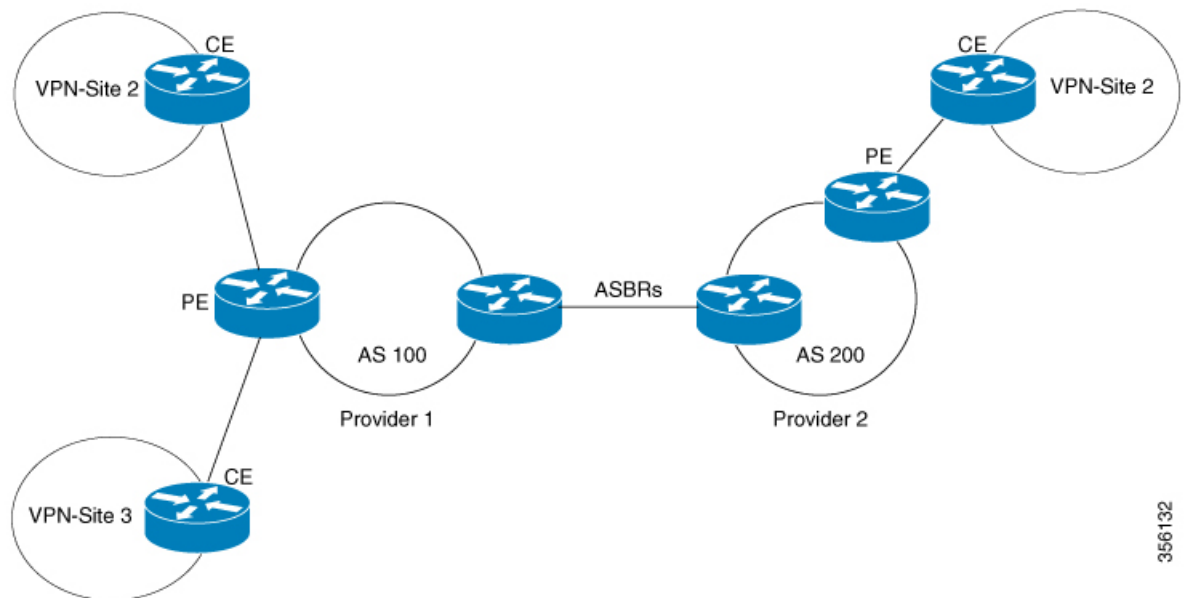 CE
VPN-Site 2
CE
VPN-Site 2
PE
PE
ASBRs
AS 100
AS 200
Provider 1
Provider 2
CE
VPN-Site 3
356132